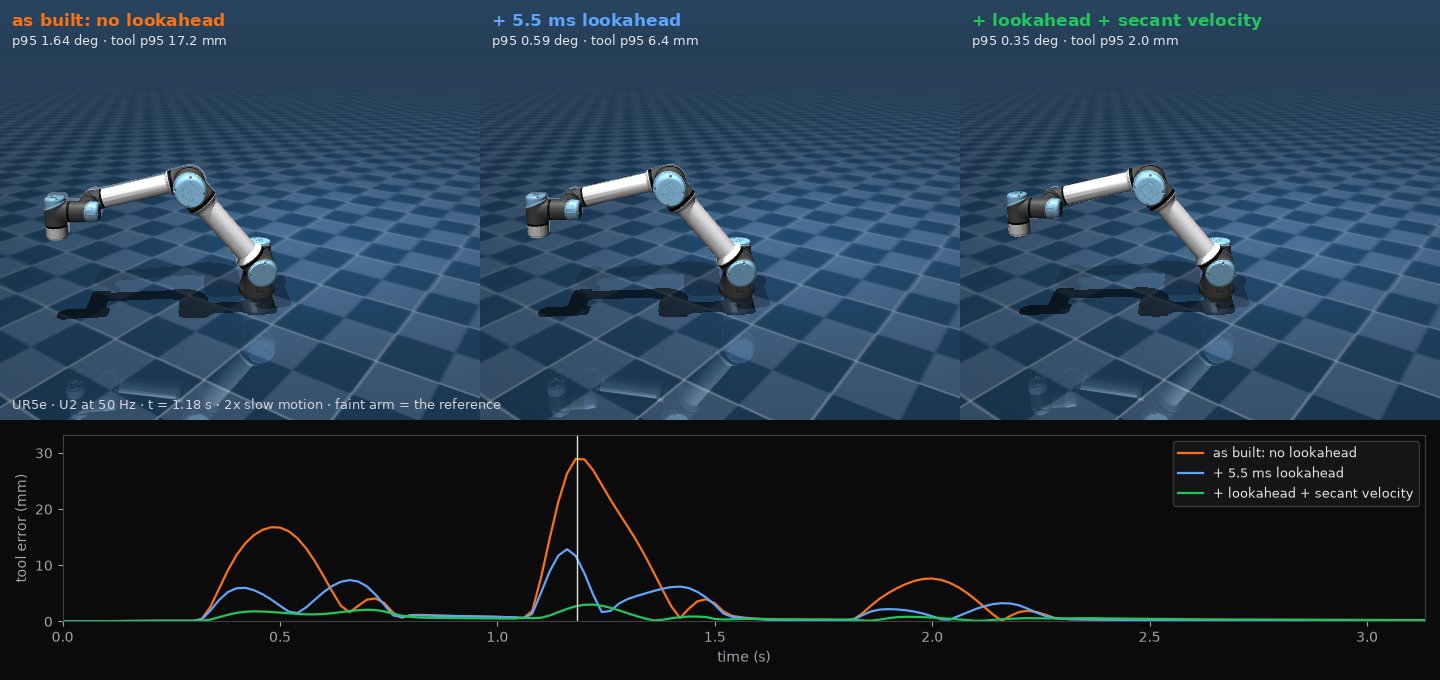 as built: no lookahead
p95 1.64 deg · tool p95 17.2 mm
+ 5.5 ms lookahead
p95 0.59 deg · tool p95 6.4 mm
+ lookahead + secant velocity
p95 0.35 deg · tool p95 2.0 mm
UR5e · U2 at 50 Hz · t = 1.18 s · 2x slow motion · faint arm = the reference
tool error (mm)
30
20
10
0
as built: no lookahead
+ 5.5 ms lookahead
+ lookahead + secant velocity
0.0 0.5 1.0 1.5 2.0 2.5 3.0
time (s)